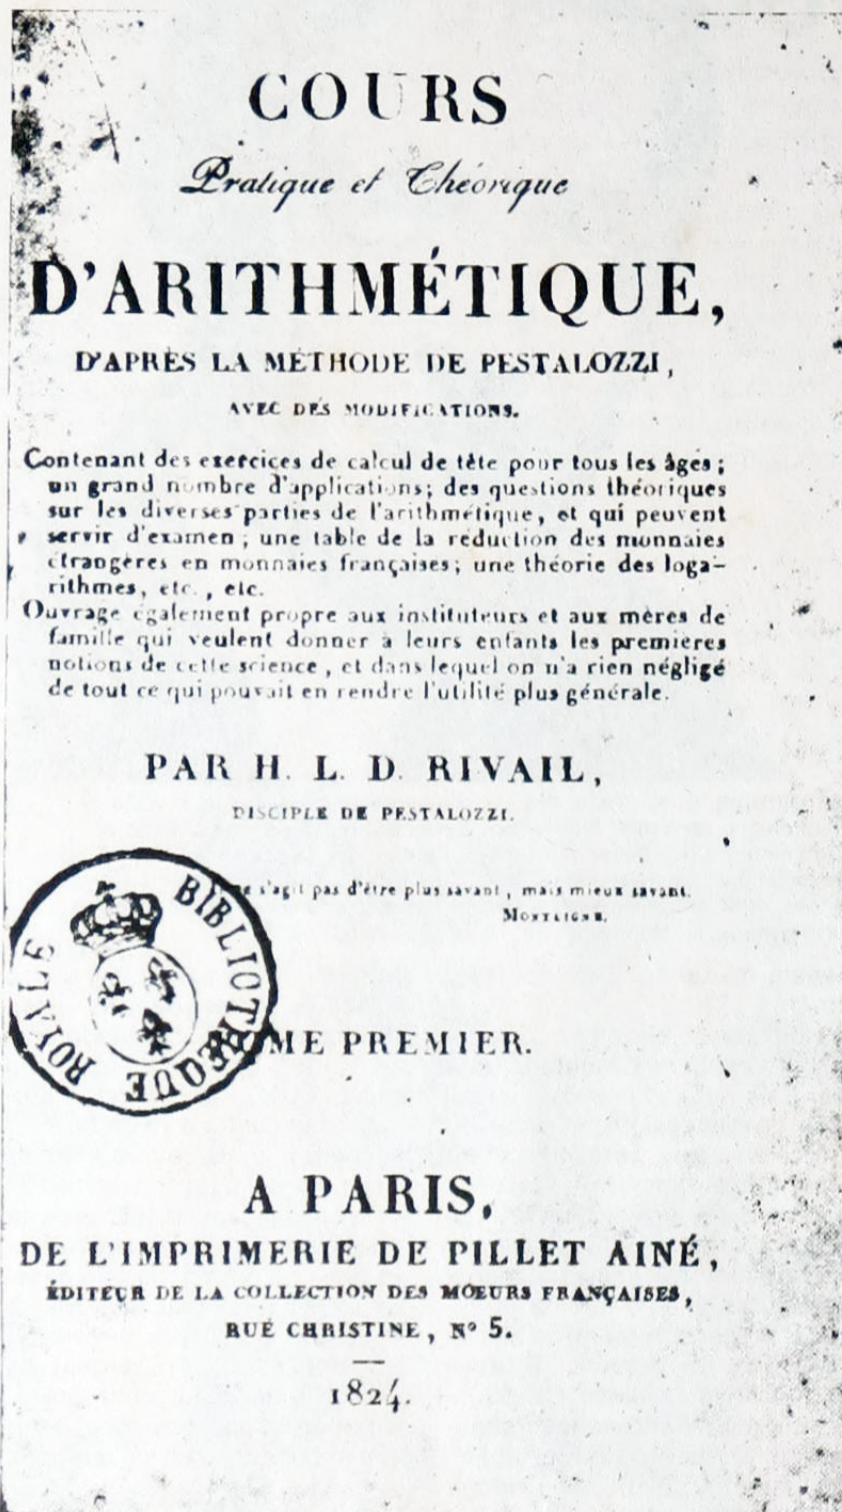 COURS
Pratique et Théorique
D'ARITHMÉTIQUE,
D'APRÈS LA MÉTHODE DE PESTALOZZI,
AVEC DES MODIFICATIONS.
Contenant des exercices de calcul de tête pour tous les âges ;
un grand nombre d'applications; des questions théoriques
sur les diverses parties de l'arithmétique, et qui peuvent
servir d'examen ; une table de la réduction des monnaies
étrangères en monnaies françaises; une théorie des loga-
rithmes, etc., etc.
Ouvrage également propre aux instituteurs et aux mères de
famille qui veulent donner à leurs enfants les premières
notions de cette science, et dans lequel on n'a rien négligé
de tout ce qui pouvait en rendre l'utilité plus générale.
PAR H. L. D. RIVAIL,
DISCIPLE DE PESTALOZZI.
s'agit pas d'être plus savant, mais mieux savant.
MONTAIGNE.
BIBLIOTHEQUE ROYALE
TOME PREMIER.
A PARIS,
DE L'IMPRIMERIE DE PILLET AINÉ,
ÉDITEUR DE LA COLLECTION DES MŒURS FRANÇAISES,
RUE CHRISTINE, Nº 5.
1824.